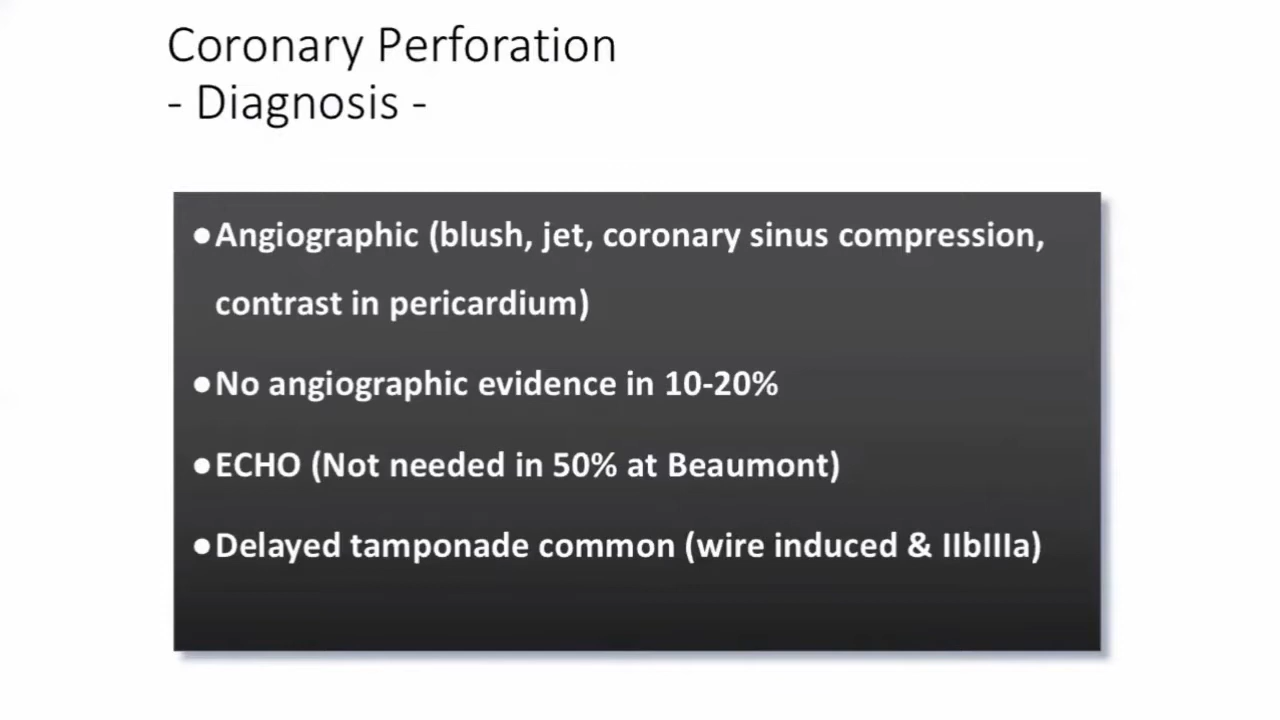 Coronary Perforation
- Diagnosis -
●Angiographic (blush, jet, coronary sinus compression,
contrast in pericardium)
●No angiographic evidence in 10-20%
●ECHO (Not needed in 50% at Beaumont)
●Delayed tamponade common (wire induced & IIbIIIa)